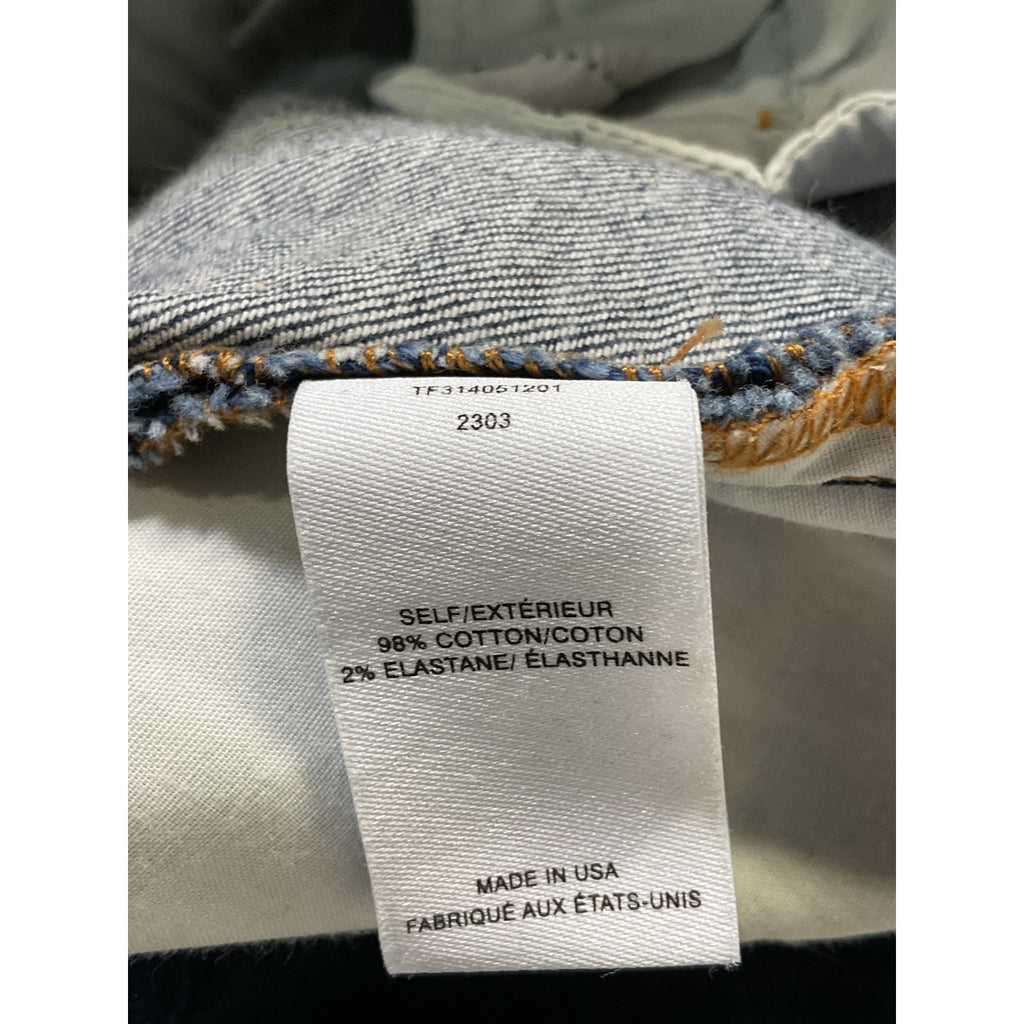 TF314051201
2303
SELF/EXTÉRIEUR
98% COTTON/COTON
2% ELASTANE/ ÉLASTHANNE
MADE IN USA
FABRIQUÉ AUX ÉTATS-UNIS